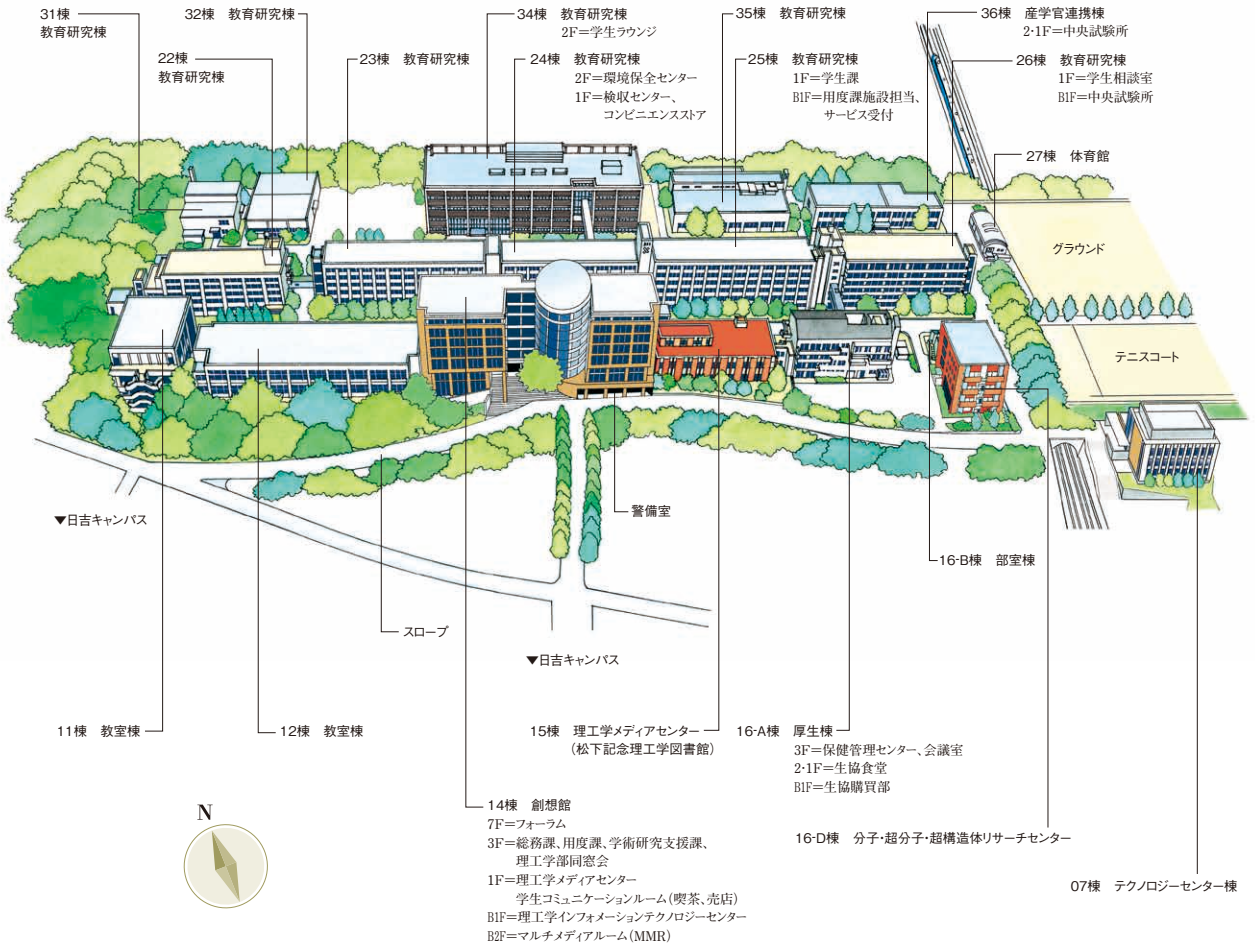 31棟
教育研究棟
32棟 教育研究棟
34棟 教育研究棟
2F=学生ラウンジ
35棟 教育研究棟
36棟 産学官連携棟
2·1F=中央試験所
22棟
教育研究棟
23棟 教育研究棟
24棟 教育研究棟
2F=環境保全センター
1F=検収センター、
コンビニエンスストア
25棟 教育研究棟
1F=学生課
B1F=用度課施設担当、
サービス受付
26棟 教育研究棟
1F=学生相談室
B1F=中央試験所
27棟 体育館
グラウンド
テニスコート
▼日吉キャンパス
警備室
16-B棟 部室棟
スロープ
▼日吉キャンパス
11棟 教室棟
12棟 教室棟
15棟 理工学メディアセンター
(松下記念理工学図書館)
16-A棟 厚生棟
3F=保健管理センター、会議室
2·1F=生協食堂
B1F=生協購買部
N
14棟 創想館
7F=フォーラム
3F=総務課、用度課、学術研究支援課、
理工学部同窓会
1F=理工学メディアセンター
学生コミュニケーションルーム(喫茶、売店)
B1F=理工学インフォメーションテクノロジーセンター
B2F=マルチメディアルーム(MMR)
16-D棟 分子・超分子・超構造体リサーチセンター
07棟 テクノロジーセンター棟